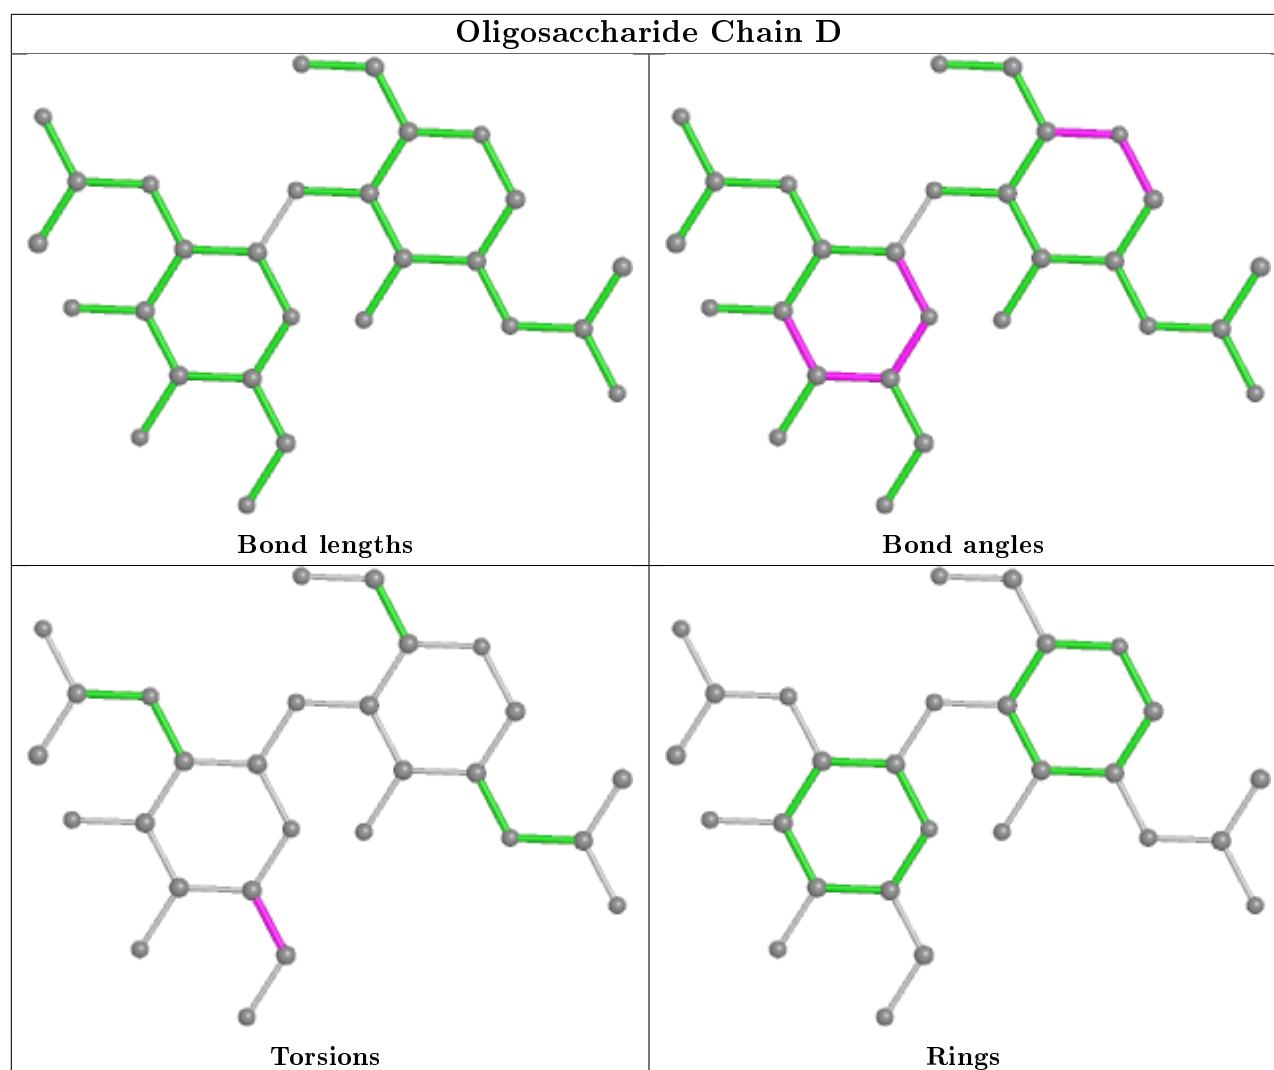 Oligosaccharide Chain D
Bond lengths
Bond angles
Torsions
Rings